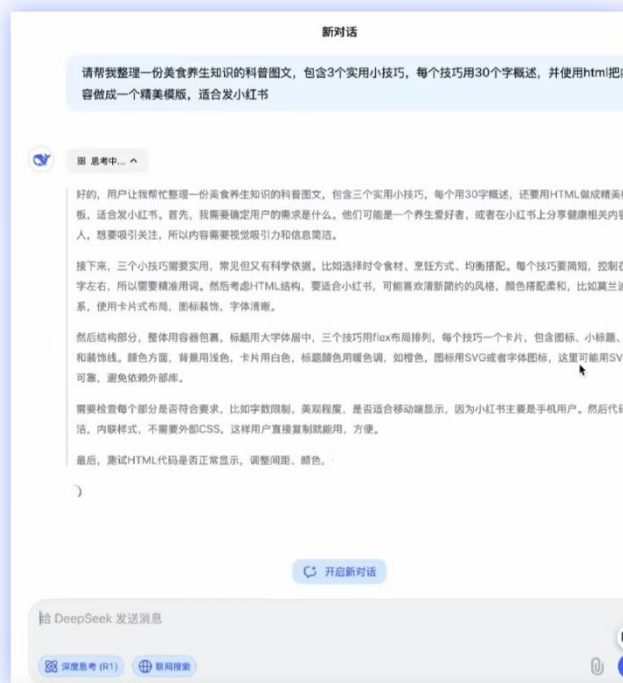 新对话
请帮我整理一份美食养生知识的科普图文，包含3个实用小技巧，每个技巧用30个字概述，并使用html把
容做成一个精美模版，适合发小红书
思考中...
好的，用户让我帮忙整理一份美食养生知识的科普图文，包含三个实用小技巧，每个用30字概述，还要用HTML做成精美
板，适合发小红书。首先，我需要确定用户的需求是什么。他们可能是一个养生爱好者，或者在小红书上分享健康相关内
人，想要吸引关注，所以内容需要视觉吸引力和信息简洁。
接下来，三个小技巧需要实用，常见但又有科学依据。比如选择时令食材、烹饪方式、均衡搭配。每个技巧要简短，控制在
字左右，所以需要精准用词。然后考虑HTML结构，要适合小红书，可能喜欢清新简约的风格，颜色搭配柔和，比如莫兰迪
系，使用卡片式布局，图标装饰，字体清晰。
然后结构部分，整体用容器包裹，标题用大字体居中，三个技巧用flex布局排列，每个技巧一个卡片，包含图标、小标题、
和装饰线。颜色方面，背景用浅色，卡片用白色，标题颜色用暖色调，如橙色，图标用SVG或者字体图标，这里可能用SV
可靠，避免依赖外部库。
需要检查每个部分是否符合要求，比如字数限制，美观程度，是否适合移动端显示，因为小红书主要是手机用户。然后代码
洁，内联样式，不需要外部CSS，这样用户直接复制就能用，方便。
最后，测试HTML代码是否正常显示，调整间距、颜色，
开启新对话
给 DeepSeek 发送消息
深度思考 (R1) 联网搜索